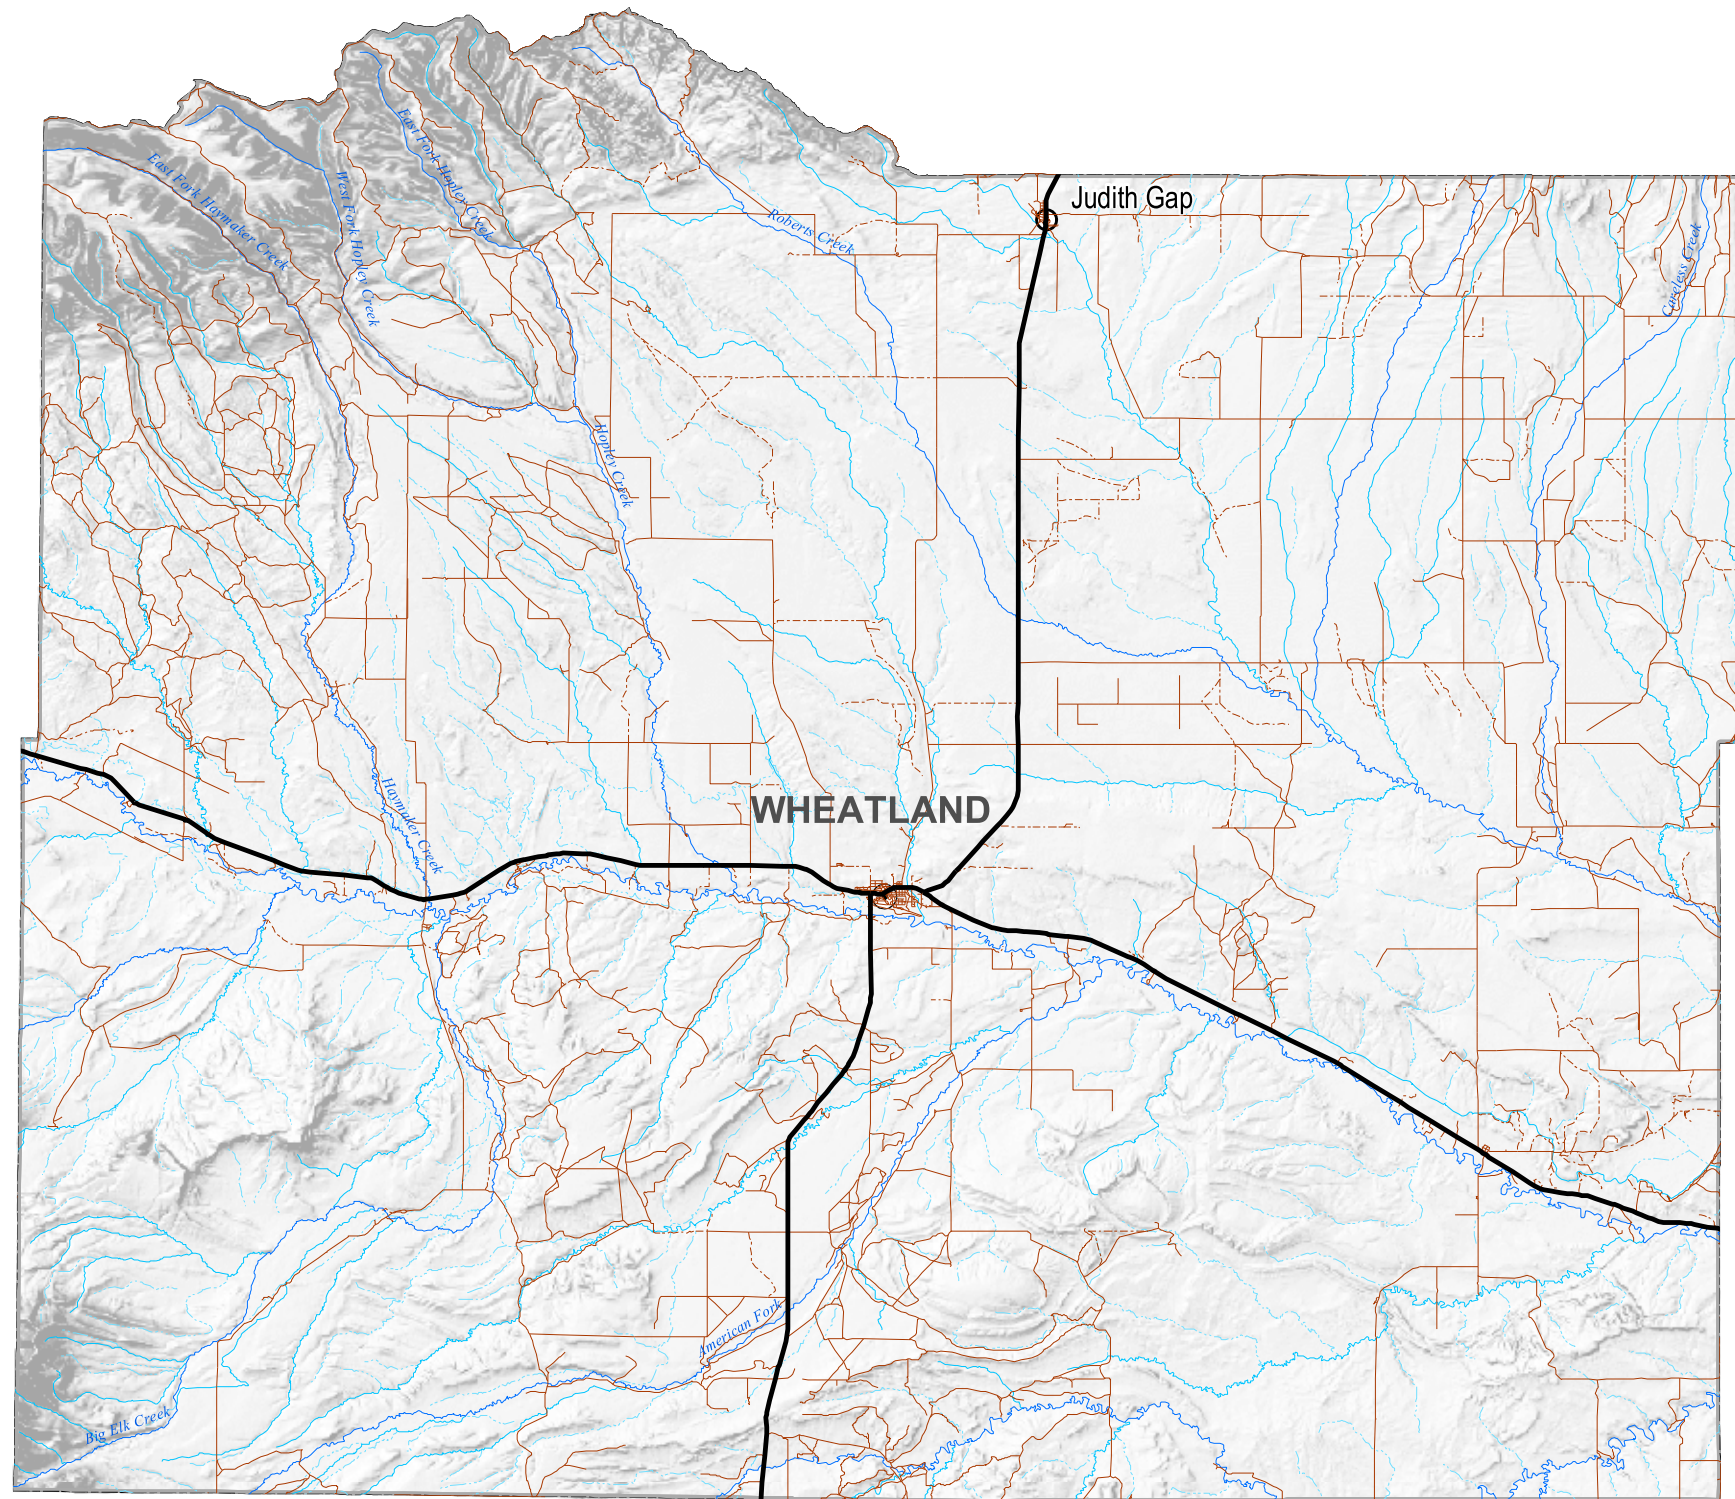 Judith Gap
East Fork Hopley Creek
East Fork Haymaker Creek
West Fork Hopley Creek
Roberts Creek
Careless Creek
Hopley Creek
Haymaker Creek
WHEATLAND
American Fork
Big Elk Creek